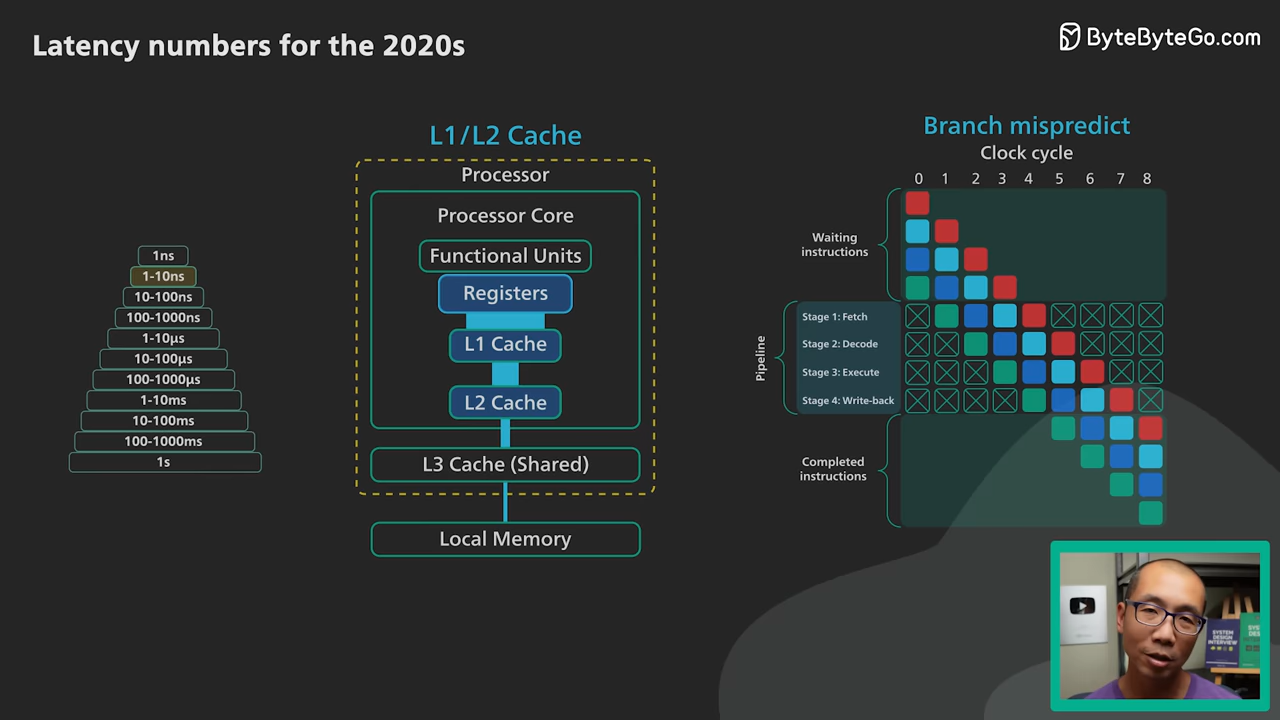 Latency numbers for the 2020s
ByteByteGo.com
1ns
1-10ns
10-100ns
100-1000ns
1-10µs
10-100µs
100-1000µs
1-10ms
10-100ms
100-1000ms
1s
L1/L2 Cache
Processor
Processor Core
Functional Units
Registers
L1 Cache
L2 Cache
L3 Cache (Shared)
Local Memory
Branch mispredict
Clock cycle
0 1 2 3 4 5 6 7 8
Waiting
instructions
Pipeline
Stage 1: Fetch
Stage 2: Decode
Stage 3: Execute
Stage 4: Write-back
Completed
instructions
SYSTEM
DESIGN
INTERVIEW